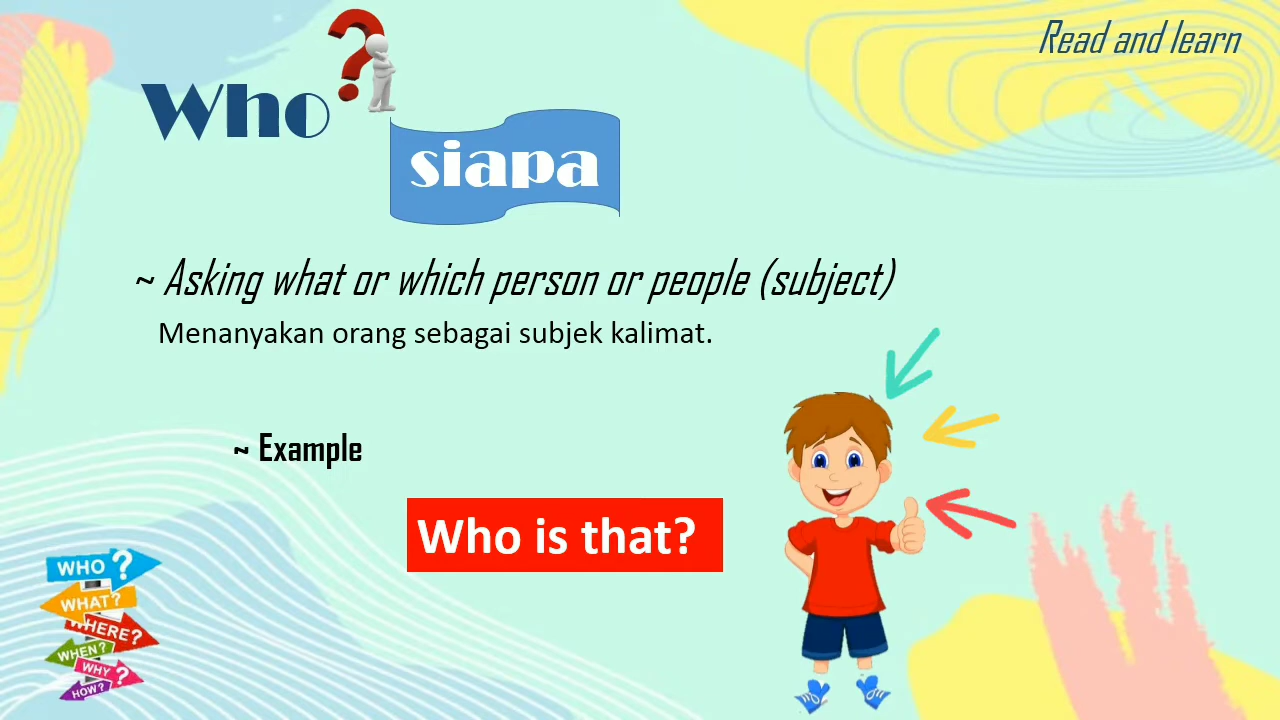 Read and learn
Who
siapa
~ Asking what or which person or people (subject)
Menanyakan orang sebagai subjek kalimat.
~ Example
Who is that?
WHO ?
WHAT?
WHERE?
WHEN?
WHY ?
HOW?